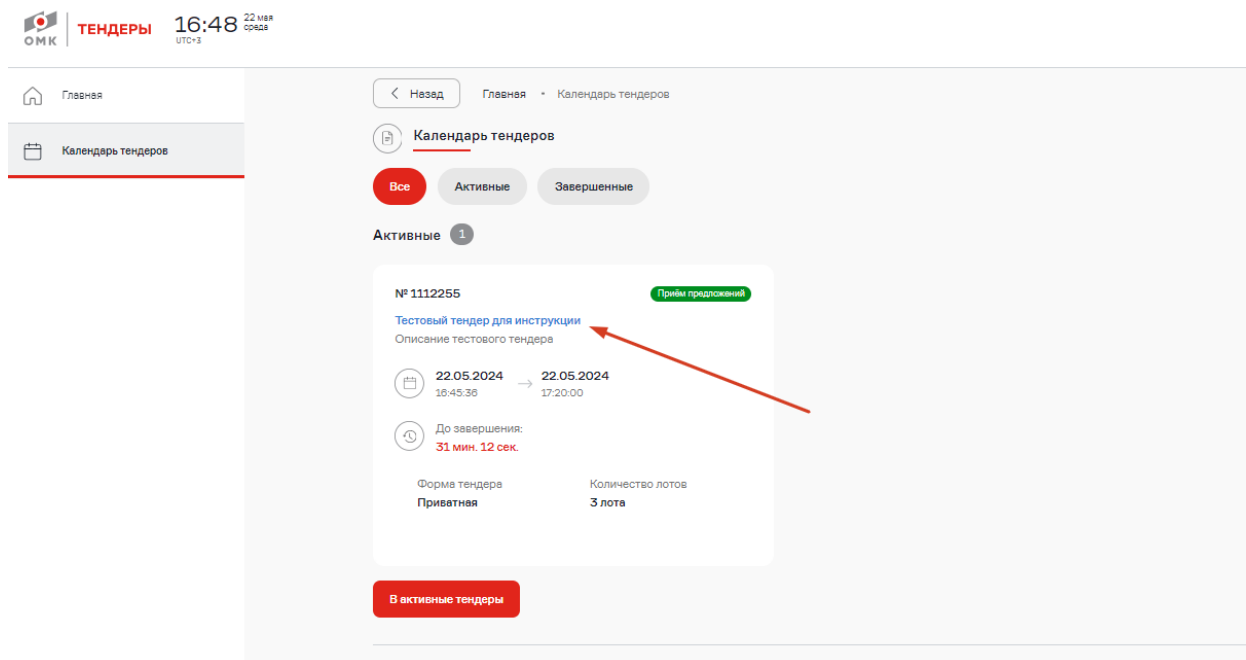 ОМК
ТЕНДЕРЫ
16:48
22 мая
среда
UTC+3
Главная
Календарь тендеров
Назад
Главная • Календарь тендеров
Календарь тендеров
Все
Активные
Завершенные
Активные 1
№ 1112255
Приём предложений
Тестовый тендер для инструкции
Описание тестового тендера
22.05.2024 → 22.05.2024
16:45:36
17:20:00
До завершения:
31 мин. 12 сек.
Форма тендера
Количество лотов
Приватная
3 лота
В активные тендеры